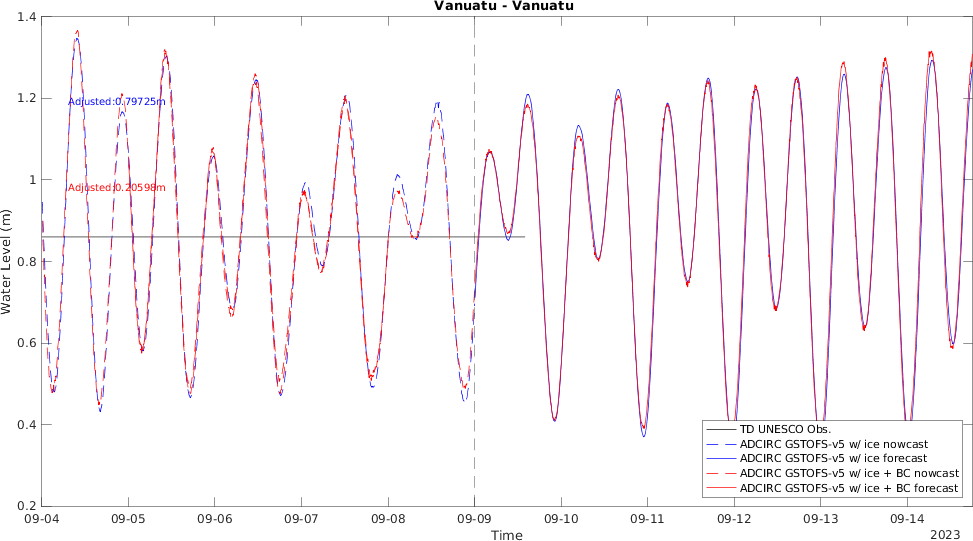 Vanuatu - Vanuatu
1.4
1.2
1
0.8
0.6
0.4
0.2
Water Level (m)
Adjusted:0.79725m
Adjusted:0.20598m
TD UNESCO Obs.
ADCIRC GSTOFS-v5 w/ ice nowcast
ADCIRC GSTOFS-v5 w/ ice forecast
ADCIRC GSTOFS-v5 w/ ice + BC nowcast
ADCIRC GSTOFS-v5 w/ ice + BC forecast
09-04 09-05 09-06 09-07 09-08 09-09 09-10 09-11 09-12 09-13 09-14
Time
2023